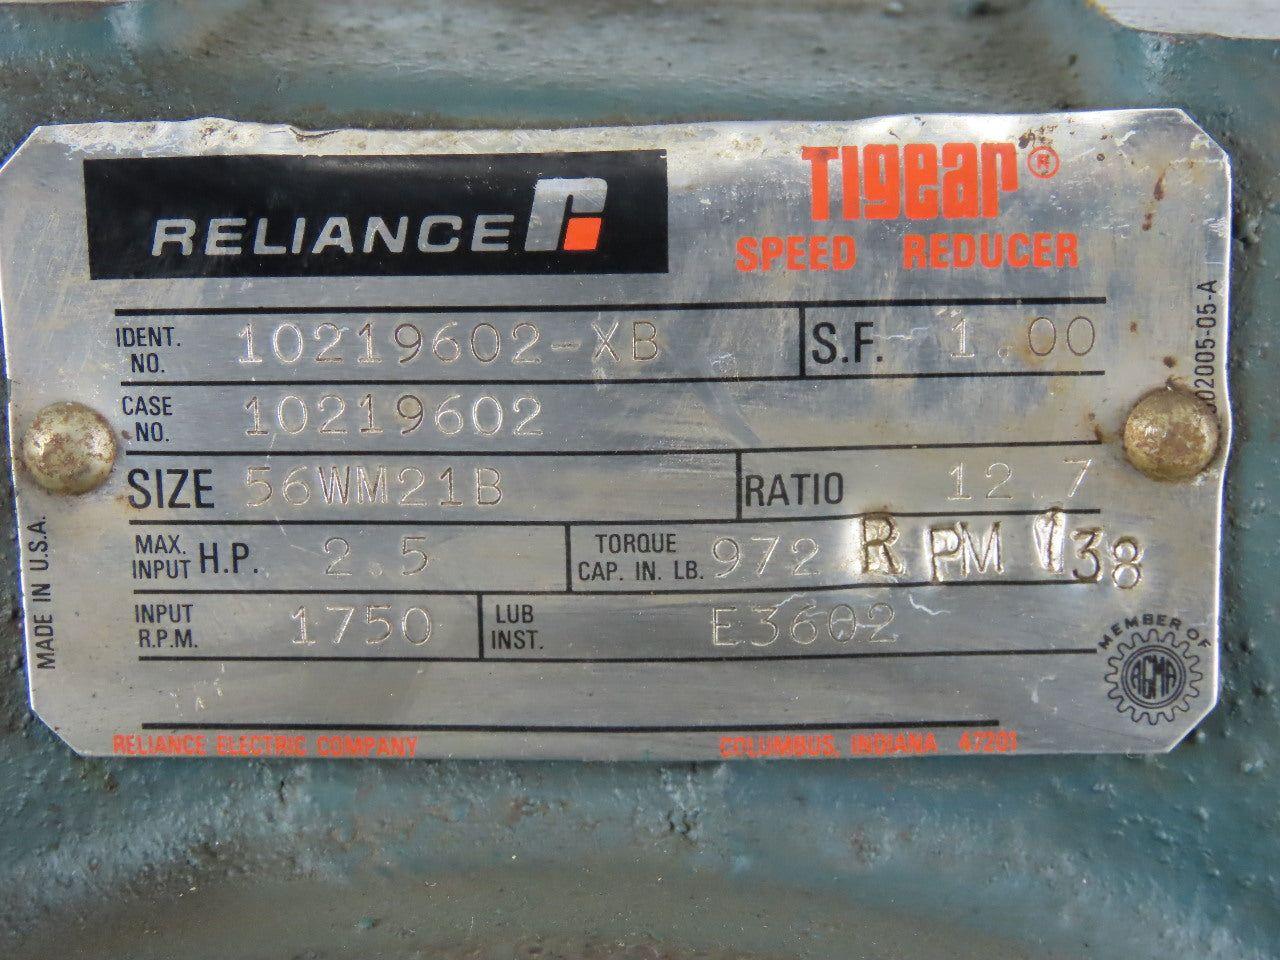 RELIANCE
TIgear®
SPEED REDUCER
IDENT. NO. 10219602-XB S.F. 1.00
CASE NO. 10219602
SIZE 56WM21B RATIO 12.7
MAX. INPUT H.P. 2.5 TORQUE CAP. IN. LB. 972 RPM 138
INPUT R.P.M. 1750 LUB INST. E3602
MADE IN U.S.A.
MEMBER OF
AGMA
RELIANCE ELECTRIC COMPANY COLUMBUS, INDIANA 47201